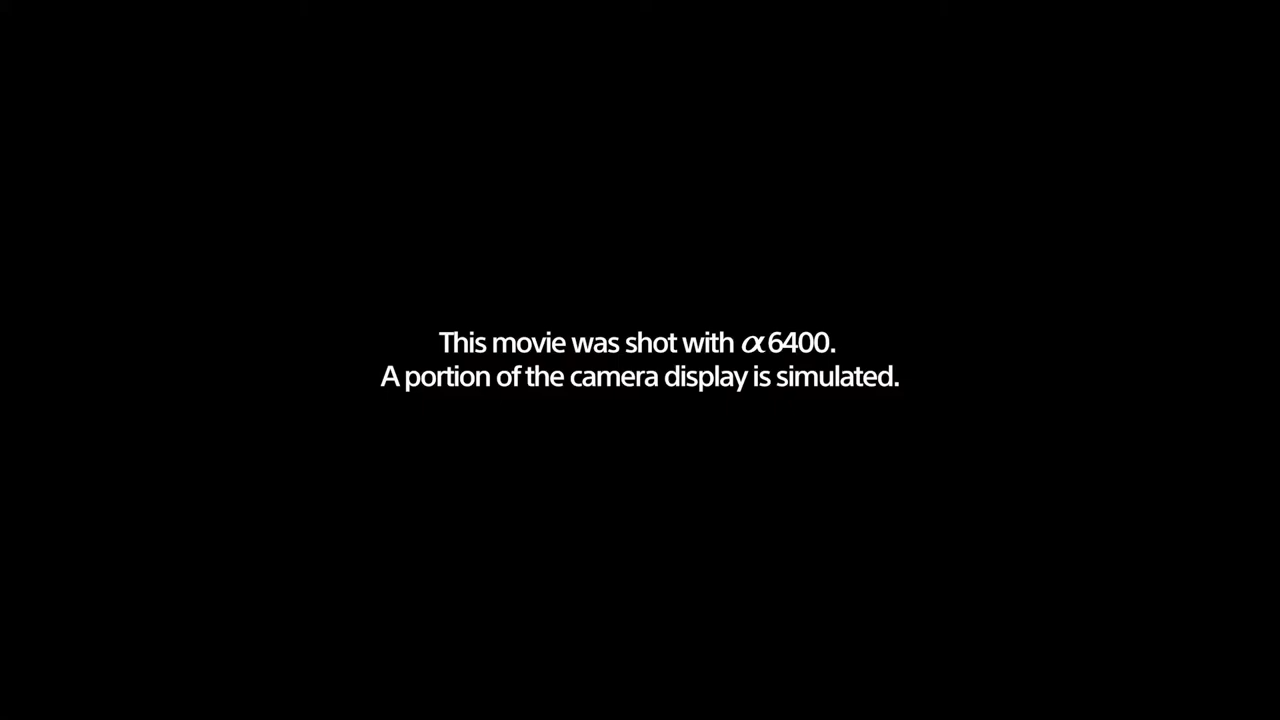 This movie was shot with α6400.
A portion of the camera display is simulated.